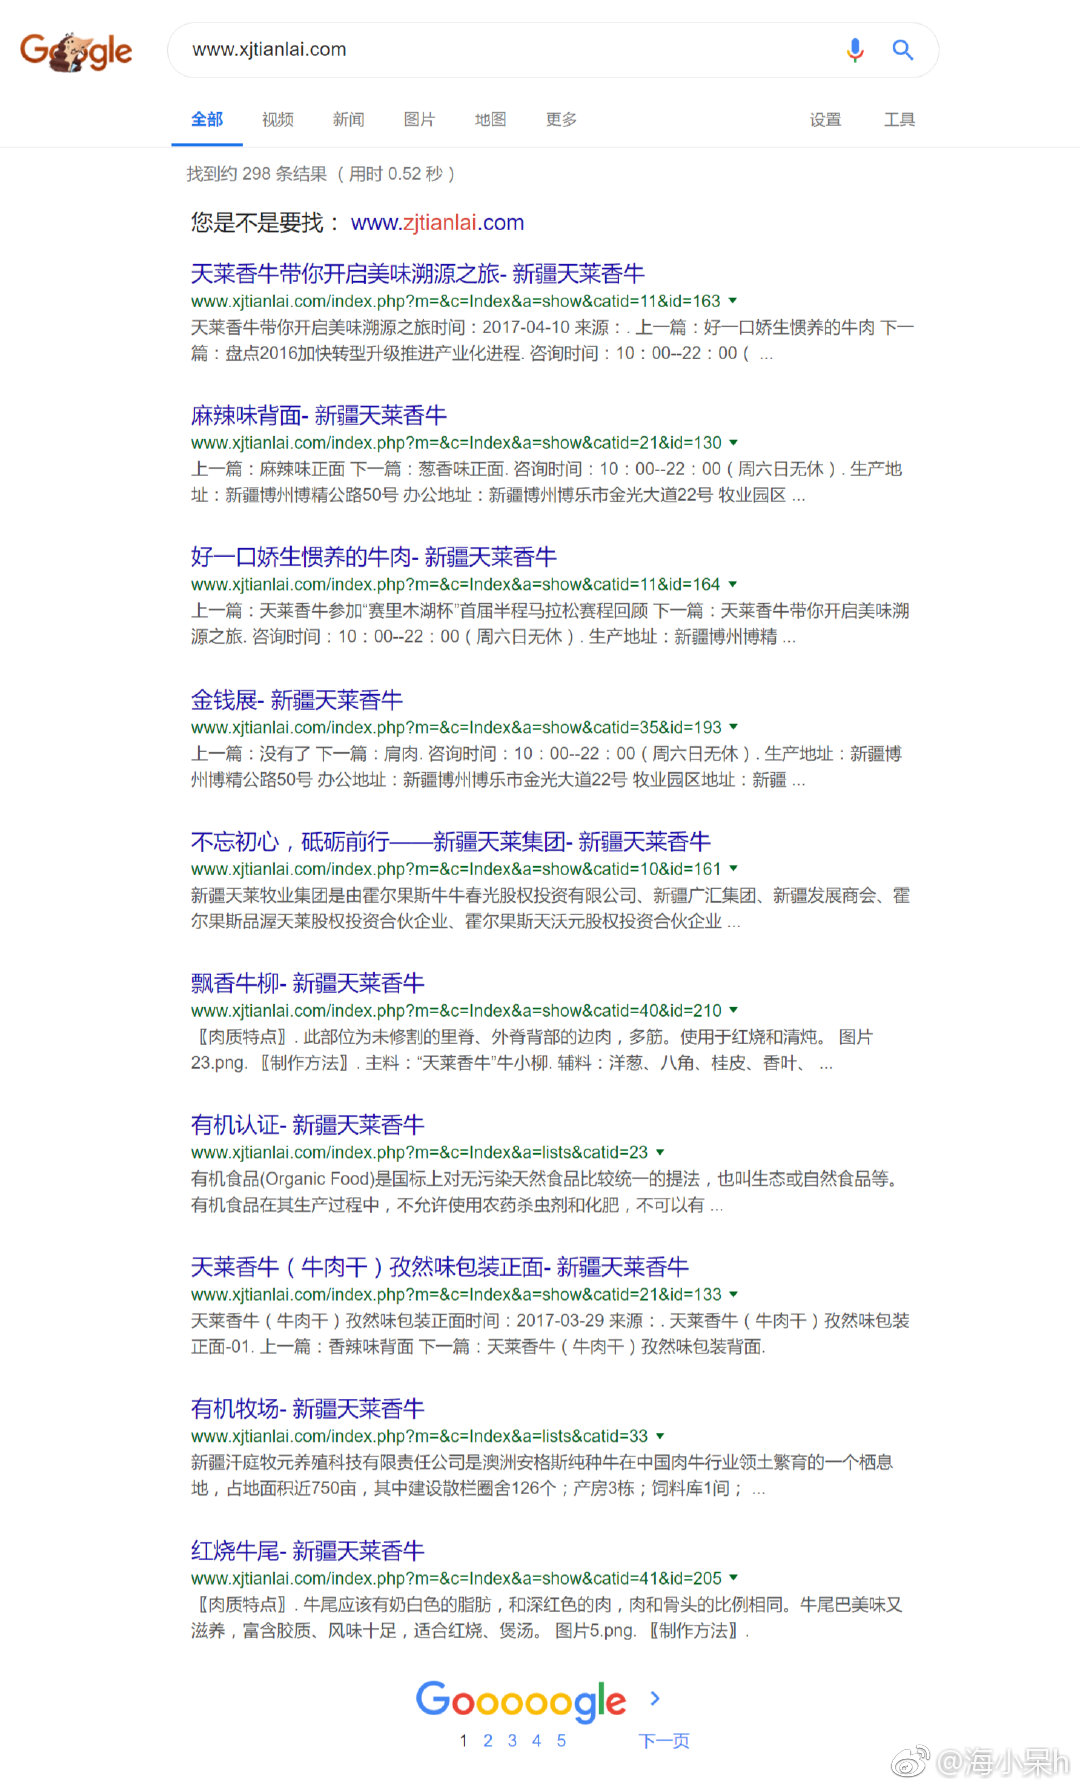 Google
www.xjtianlai.com
全部 视频 新闻 图片 地图 更多 设置 工具
找到约 298 条结果 （用时 0.52 秒）
您是不是要找： www.zjtianlai.com
天莱香牛带你开启美味溯源之旅- 新疆天莱香牛
www.xjtianlai.com/index.php?m=&c=Index&a=show&catid=11&id=163
天莱香牛带你开启美味溯源之旅时间：2017-04-10 来源：. 上一篇：好一口娇生惯养的牛肉 下一
篇：盘点2016加快转型升级推进产业化进程. 咨询时间：10：00--22：00（ ...
麻辣味背面- 新疆天莱香牛
www.xjtianlai.com/index.php?m=&c=Index&a=show&catid=21&id=130
上一篇：麻辣味正面 下一篇：葱香味正面. 咨询时间：10：00--22：00（周六日无休）. 生产地
址：新疆博州博精公路50号 办公地址：新疆博州博乐市金光大道22号 牧业园区 ...
好一口娇生惯养的牛肉- 新疆天莱香牛
www.xjtianlai.com/index.php?m=&c=Index&a=show&catid=11&id=164
上一篇：天莱香牛参加“赛里木湖杯”首届半程马拉松赛程回顾 下一篇：天莱香牛带你开启美味溯
源之旅. 咨询时间：10：00--22：00（周六日无休）. 生产地址：新疆博州博精 ...
金钱展- 新疆天莱香牛
www.xjtianlai.com/index.php?m=&c=Index&a=show&catid=35&id=193
上一篇：没有了 下一篇：肩肉. 咨询时间：10：00--22：00（周六日无休）. 生产地址：新疆博
州博精公路50号 办公地址：新疆博州博乐市金光大道22号 牧业园区地址：新疆 ...
不忘初心，砥砺前行——新疆天莱集团- 新疆天莱香牛
www.xjtianlai.com/index.php?m=&c=Index&a=show&catid=10&id=161
新疆天莱牧业集团是由霍尔果斯牛牛春光股权投资有限公司、新疆广汇集团、新疆发展商会、霍
尔果斯品渥天莱股权投资合伙企业、霍尔果斯天沃元股权投资合伙企业 ...
飘香牛柳- 新疆天莱香牛
www.xjtianlai.com/index.php?m=&c=Index&a=show&catid=40&id=210
〖肉质特点〗. 此部位为未修割的里脊、外脊背部的边肉，多筋。使用于红烧和清炖。 图片
23.png. 〖制作方法〗. 主料：“天莱香牛”牛小柳. 辅料：洋葱、八角、桂皮、香叶、 ...
有机认证- 新疆天莱香牛
www.xjtianlai.com/index.php?m=&c=Index&a=lists&catid=23
有机食品(Organic Food)是国标上对无污染天然食品比较统一的提法，也叫生态或自然食品等。
有机食品在其生产过程中，不允许使用农药杀虫剂和化肥，不可以有 ...
天莱香牛（牛肉干）孜然味包装正面- 新疆天莱香牛
www.xjtianlai.com/index.php?m=&c=Index&a=show&catid=21&id=133
天莱香牛（牛肉干）孜然味包装正面时间：2017-03-29 来源：. 天莱香牛（牛肉干）孜然味包装
正面-01. 上一篇：香辣味背面 下一篇：天莱香牛（牛肉干）孜然味包装背面.
有机牧场- 新疆天莱香牛
www.xjtianlai.com/index.php?m=&c=Index&a=lists&catid=33
新疆汗庭牧元养殖科技有限责任公司是澳洲安格斯纯种牛在中国肉牛行业领土繁育的一个栖息
地，占地面积近750亩，其中建设散栏圈舍126个；产房3栋；饲料库1间； ...
红烧牛尾- 新疆天莱香牛
www.xjtianlai.com/index.php?m=&c=Index&a=show&catid=41&id=205
〖肉质特点〗. 牛尾应该有奶白色的脂肪，和深红色的肉，肉和骨头的比例相同。牛尾巴美味又
滋养，富含胶质、风味十足，适合红烧、煲汤。 图片5.png. 〖制作方法〗.
Gooooogle
1 2 3 4 5 下一页
@海小呆h